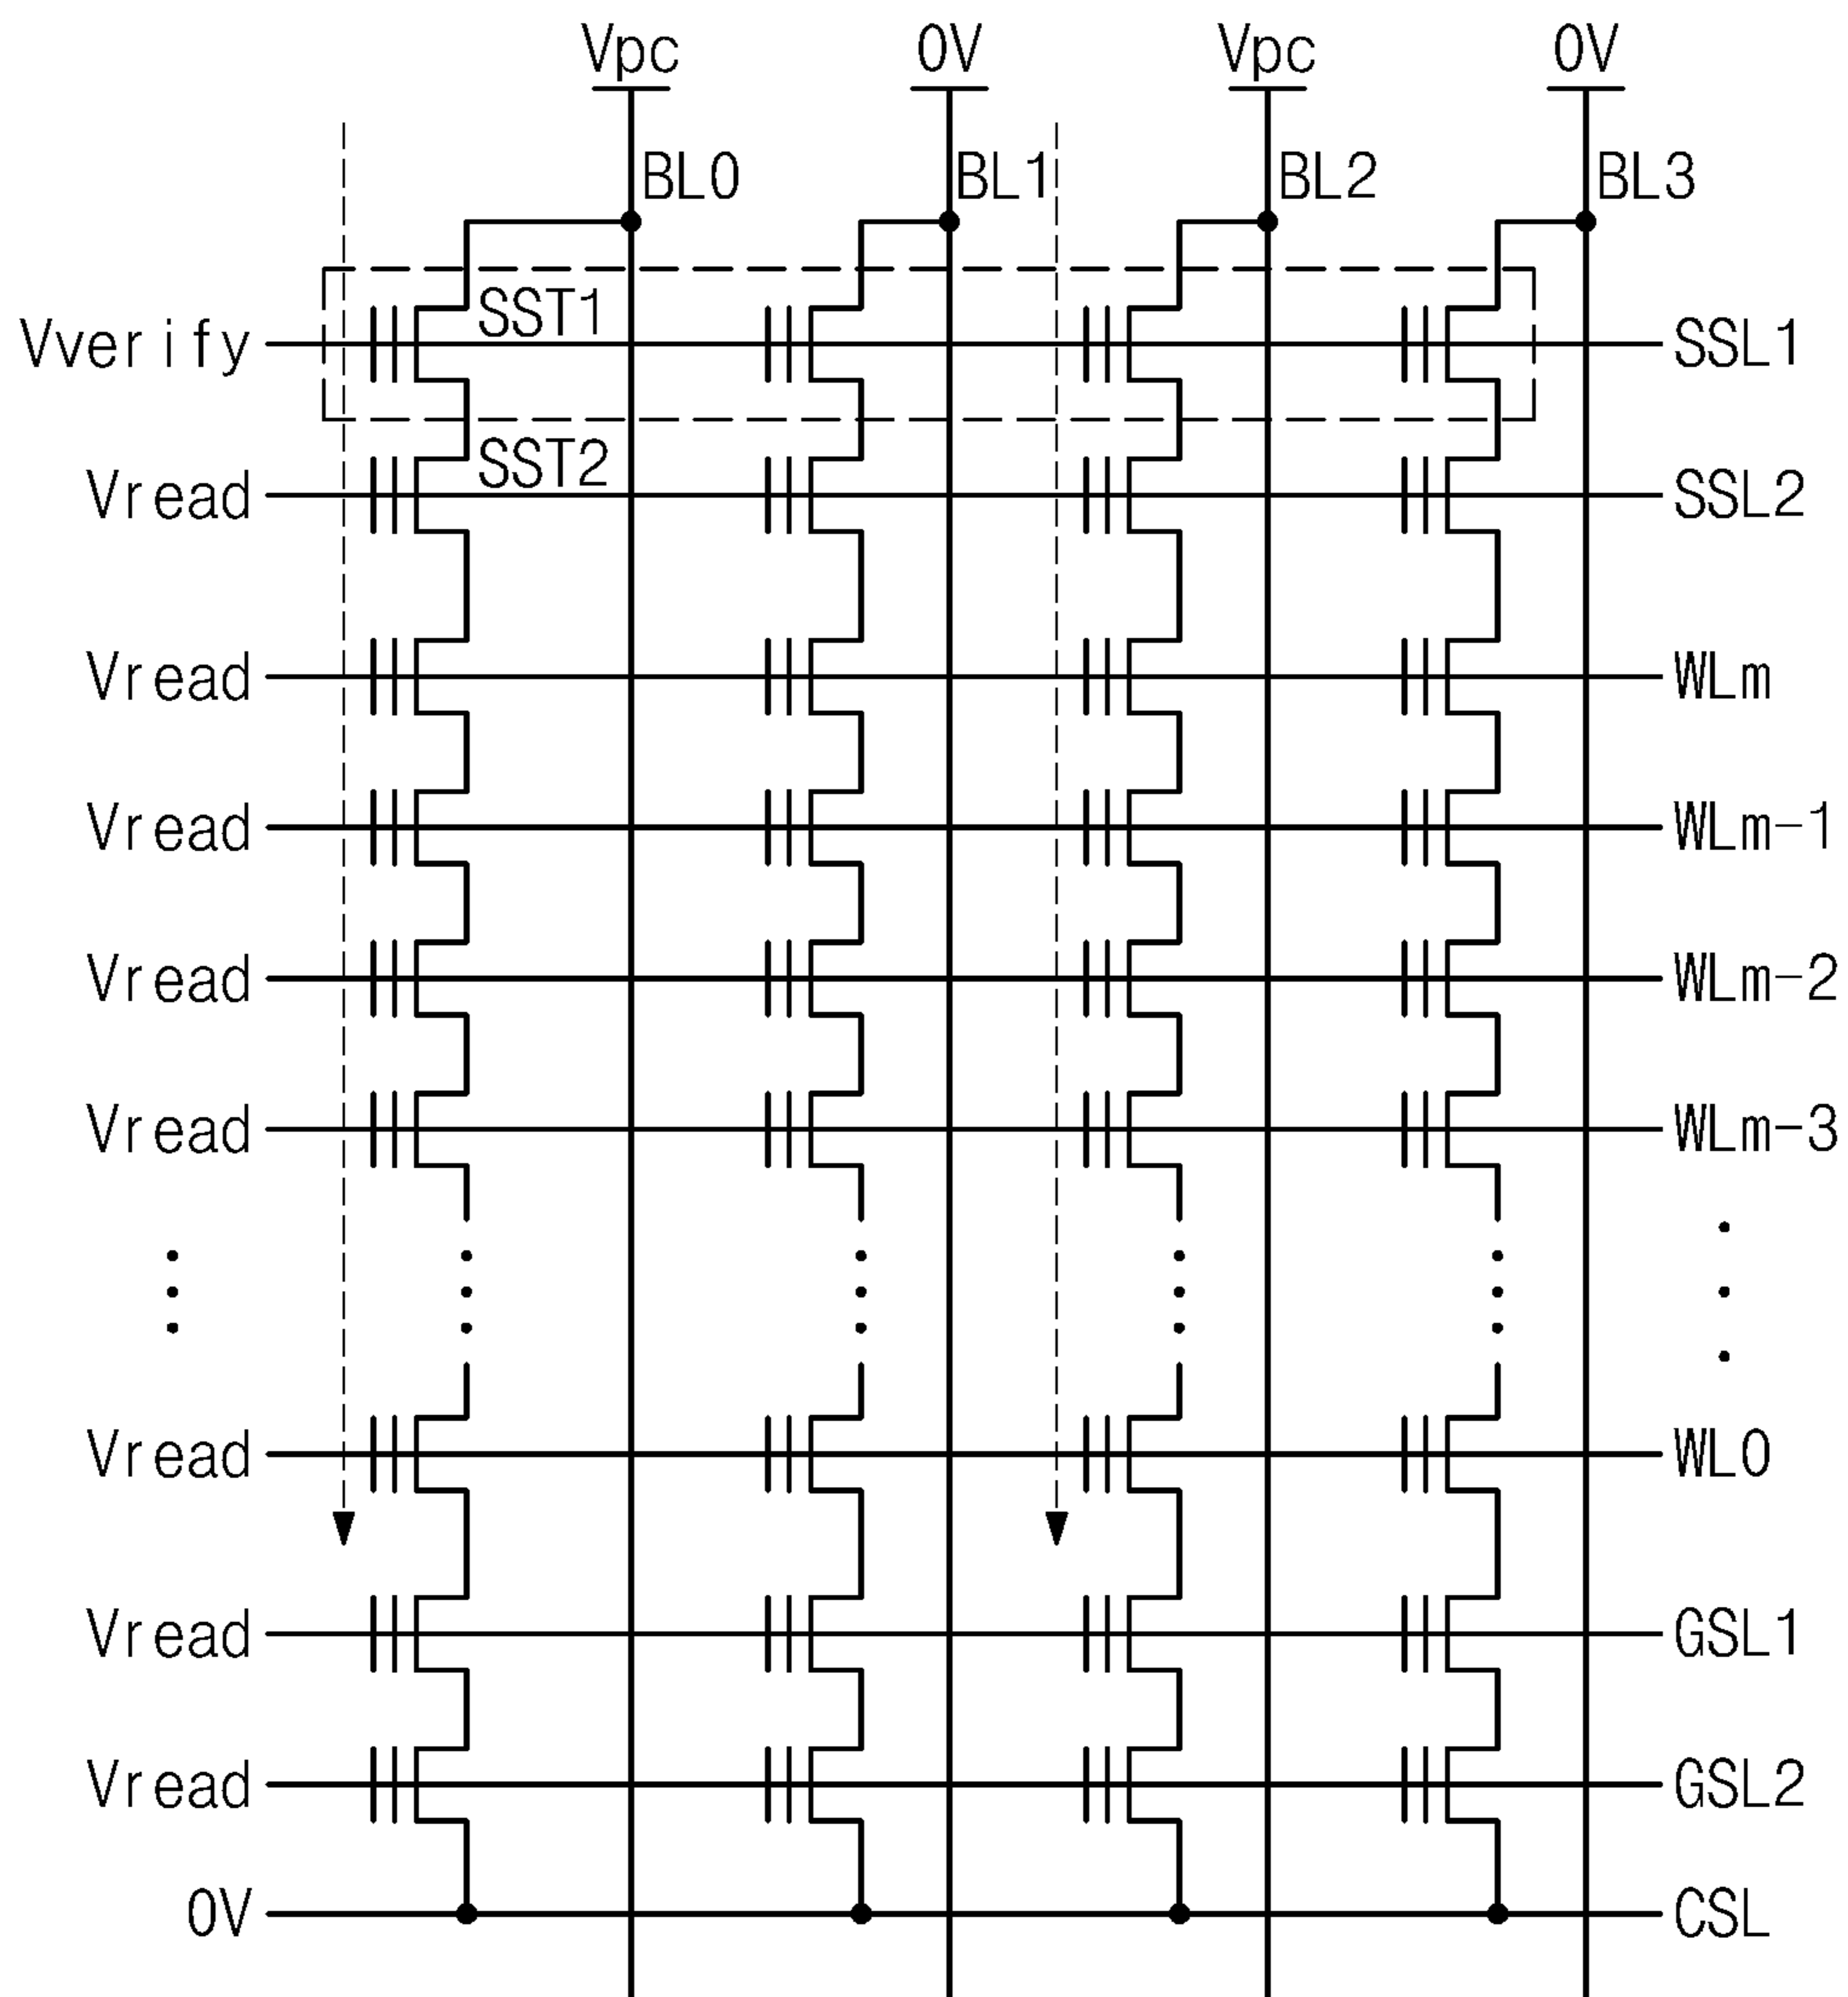 Vpc 0V Vpc 0V
BL0 BL1 BL2 BL3
SST1
Vverify SSL1
SST2
Vread SSL2
Vread WLm
Vread WLm-1
Vread WLm-2
Vread WLm-3
Vread WL0
Vread GSL1
Vread GSL2
0V CSL